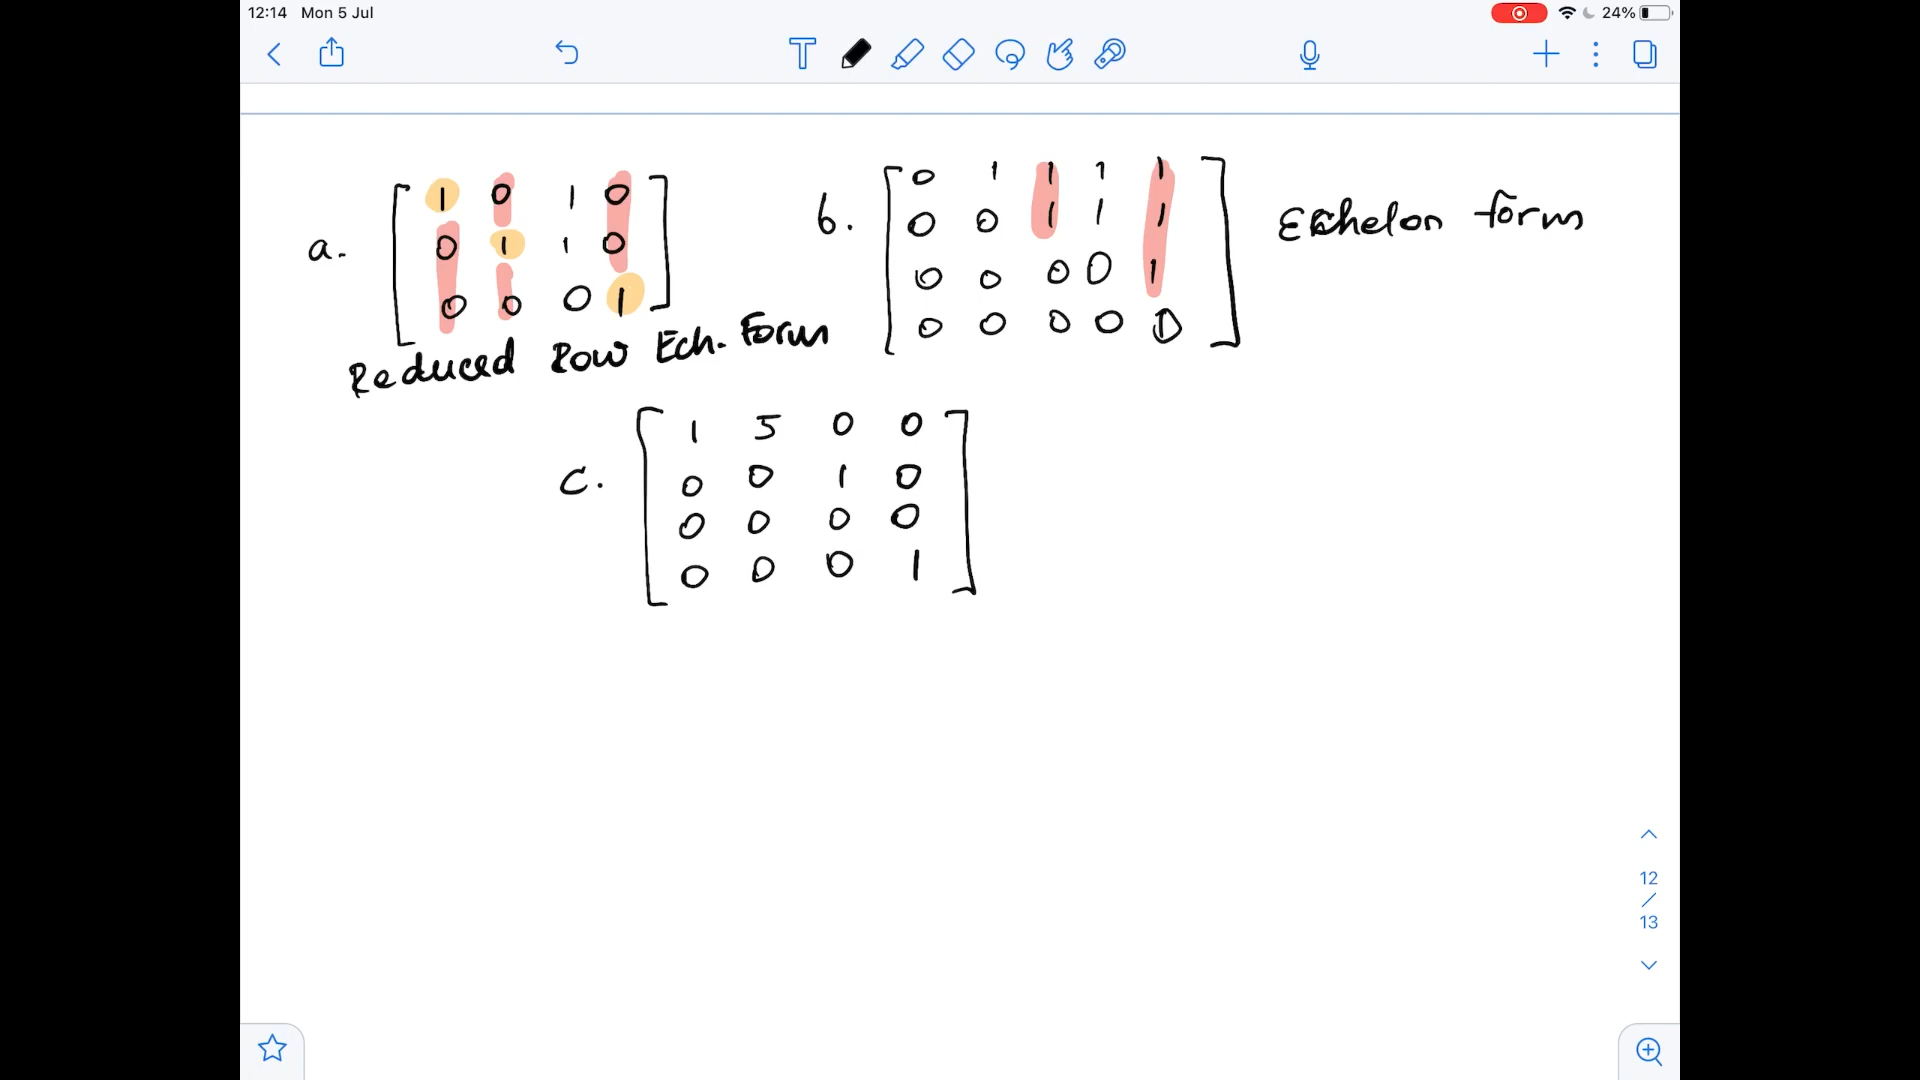 12:14 Mon 5 Jul 24%
T
a. [ 1 0 1 0
0 1 1 0
0 0 0 1 ]
Reduced Row Ech. Form
b. [ 0 1 1 1 1
0 0 1 1 1
0 0 0 0 1
0 0 0 0 0 ]
Echelon form
c. [ 1 5 0 0
0 0 1 0
0 0 0 0
0 0 0 1 ]
12
/
13